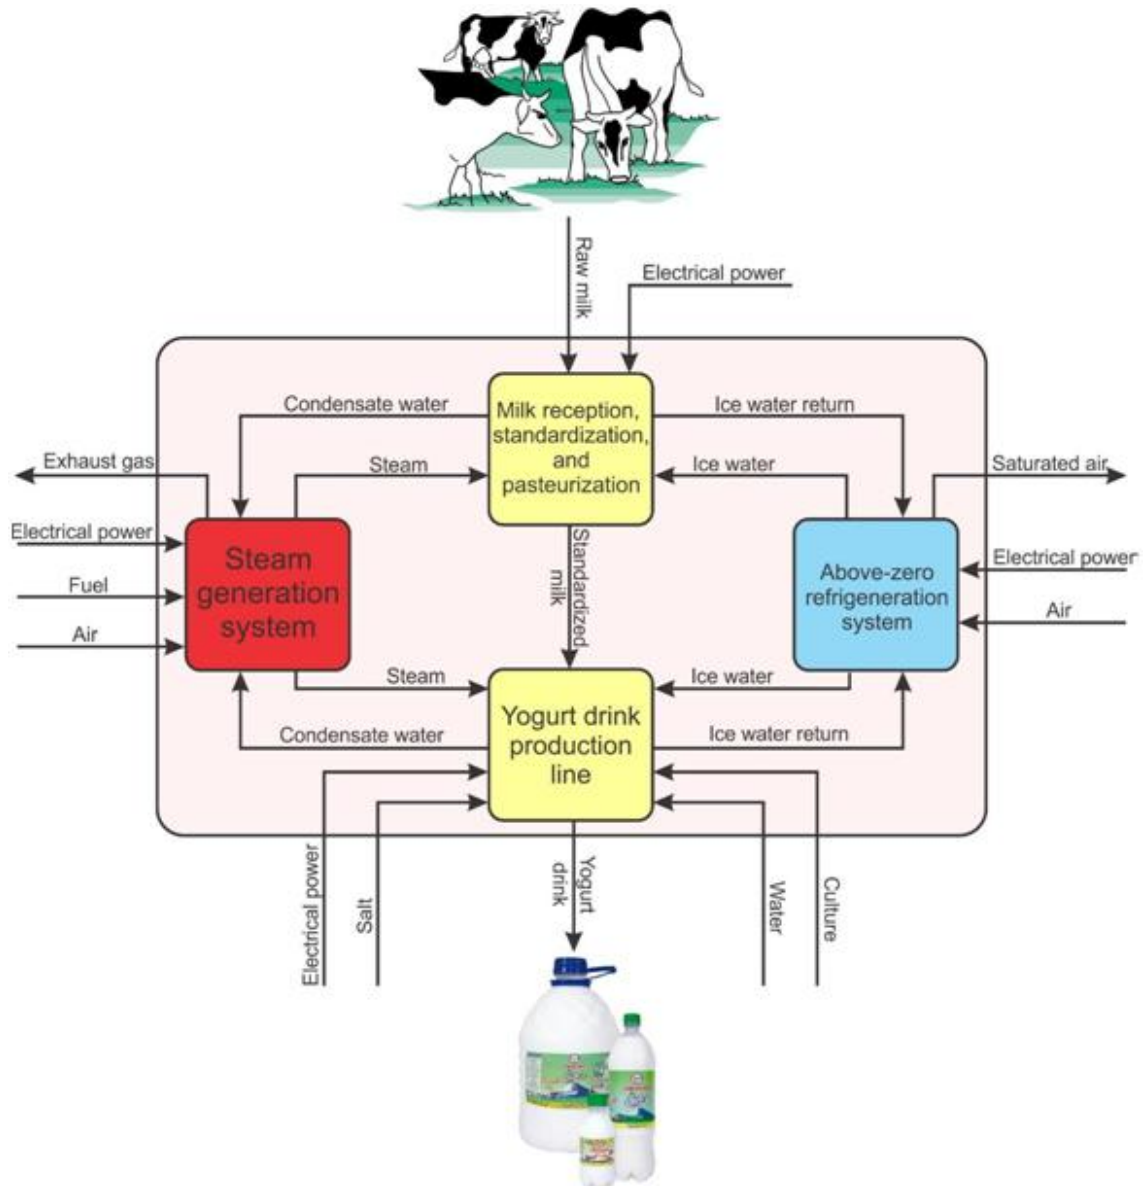 Raw milk
Electrical power
Condensate water
Milk reception,
standardization,
and
pasteurization
Ice water return
Exhaust gas
Steam
Ice water
Saturated air
Electrical power
Fuel
Air
Steam
generation
system
Standardized
milk
Above-zero
refrigeneration
system
Electrical power
Air
Steam
Ice water
Condensate water
Yogurt drink
production
line
Ice water return
Electrical power
Salt
Yogurt
drink
Water
Culture